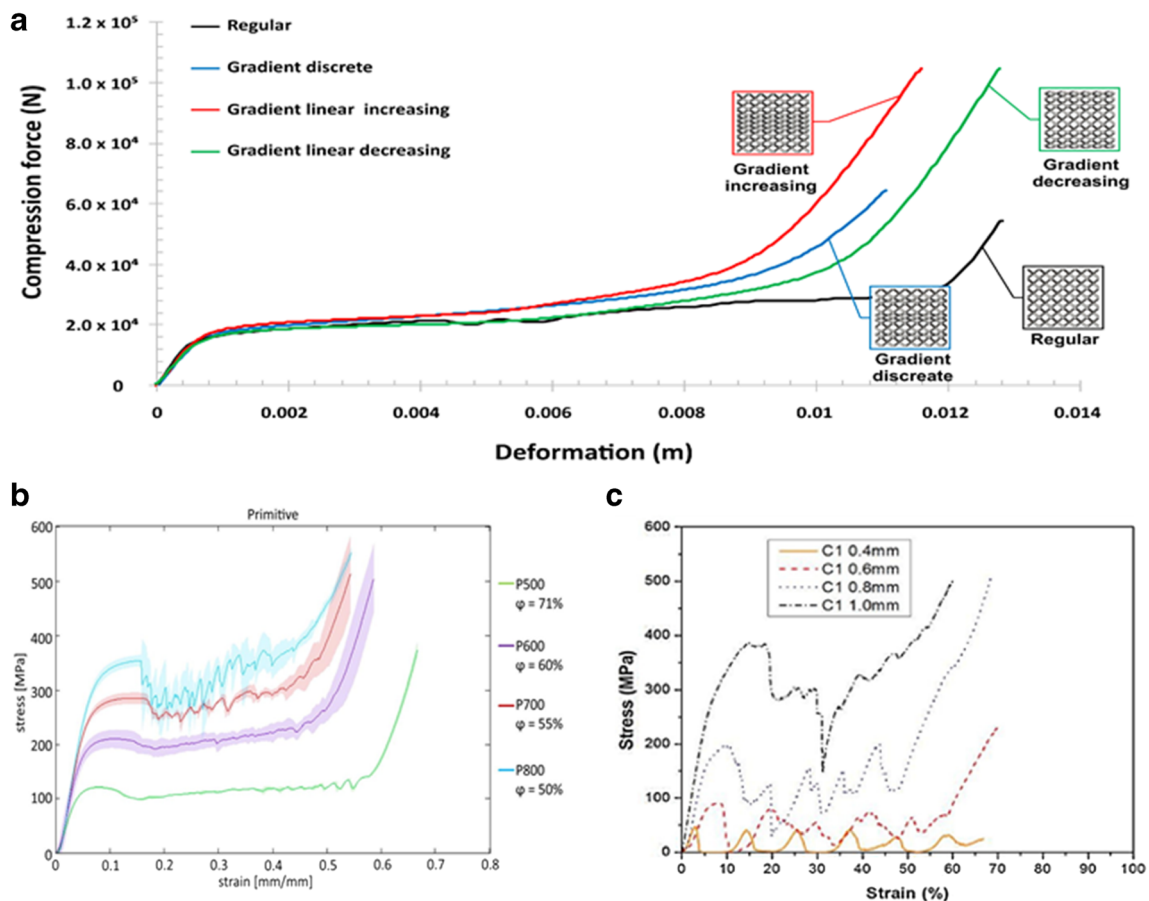 a
Compression force (N)
1.2 x 10⁵
1.0 x 10⁵
8.0 x 10⁴
6.0 x 10⁴
4.0 x 10⁴
2.0 x 10⁴
0
Regular
Gradient discrete
Gradient linear increasing
Gradient linear decreasing
Gradient
increasing
Gradient
decreasing
Gradient
discreate
Regular
0 0.002 0.004 0.006 0.008 0.01 0.012 0.014
Deformation (m)
b
Primitive
stress [MPa]
600
500
400
300
200
100
0
0 0.1 0.2 0.3 0.4 0.5 0.6 0.7 0.8
strain [mm/mm]
P500
φ = 71%
P600
φ = 60%
P700
φ = 55%
P800
φ = 50%
c
Stress (MPa)
600
500
400
300
200
100
0
C1 0.4mm
C1 0.6mm
C1 0.8mm
C1 1.0mm
0 10 20 30 40 50 60 70 80 90 100
Strain (%)